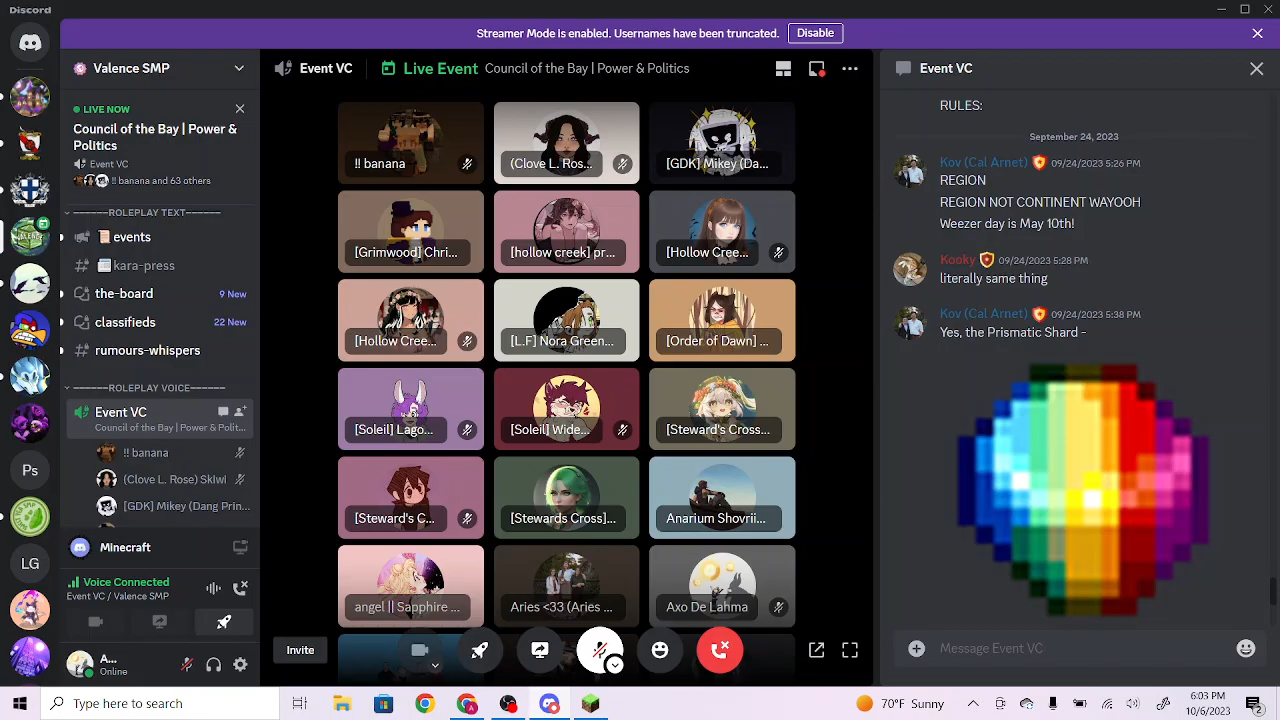 Discord
Streamer Mode is enabled. Usernames have been truncated.
Disable
Valence SMP
LIVE NOW
Council of the Bay | Power &
Politics
Event VC
!! banana and 63 others
======ROLEPLAY TEXT======
events
kara-press
the-board
9 New
classifieds
22 New
rumours-whispers
======ROLEPLAY VOICE======
Event VC
Council of the Bay | Power & Polit...
!! banana
(Clove L. Rose) Sklwl
[GDK] Mikey (Dang Prin...
Minecraft
Voice Connected
Event VC / Valence SMP
A...
Online
Ps
LG
Event VC
Live Event
Council of the Bay | Power & Politics
!! banana
(Clove L. Ros...
[GDK] Mikey (Da...
[Grimwood] Chri...
[hollow creek] pr...
[Hollow Cree...
[Hollow Cree...
[L.F] Nora Green...
[Order of Dawn] ...
[Soleil] Lago...
[Soleil] Wide...
[Steward's Cross...
[Steward's C...
[Stewards Cross]...
Anarium Shovrii...
angel || Sapphire ...
Aries <33 (Aries ...
Axo De Lahma
Invite
Event VC
RULES:
September 24, 2023
Kov (Cal Arnet) 09/24/2023 5:26 PM
REGION
REGION NOT CONTINENT WAYOOH
Weezer day is May 10th!
Kooky 09/24/2023 5:28 PM
literally same thing
Kov (Cal Arnet) 09/24/2023 5:38 PM
Yes, the Prismatic Shard -
Message Event VC
Type here to search
70°F Sunny
6:03 PM
10/6/2023
2